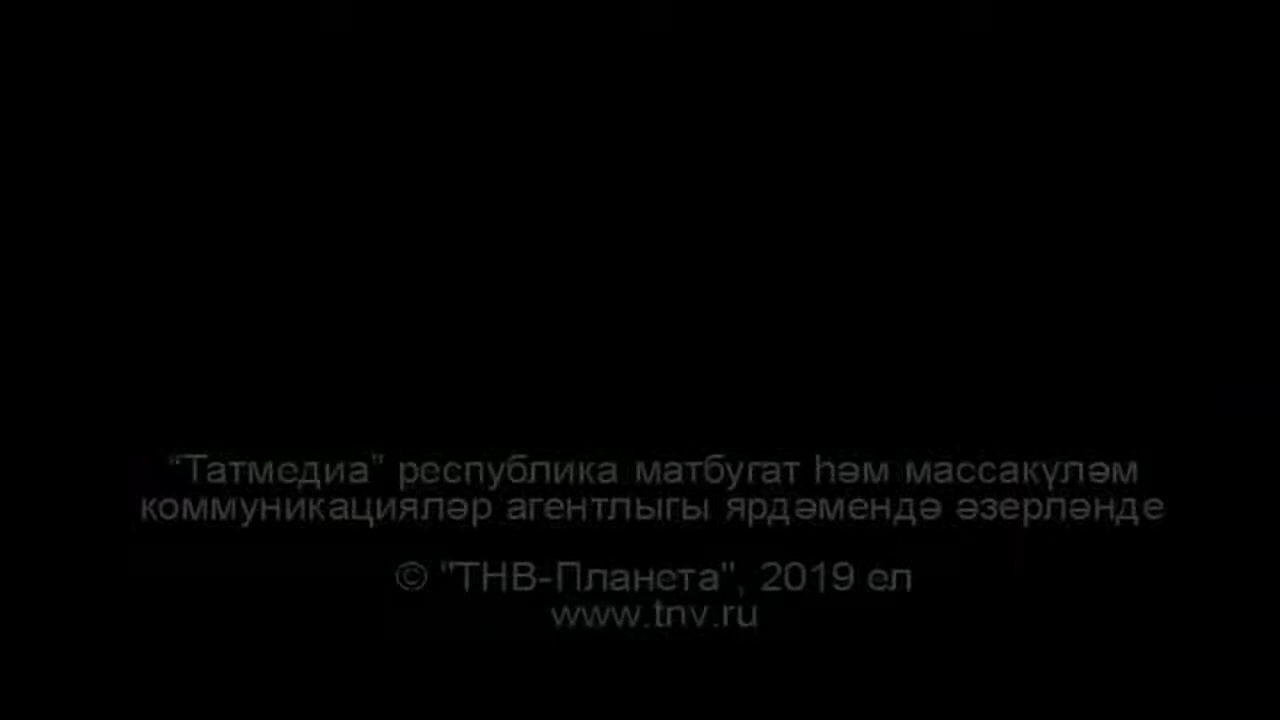 "Татмедиа" республика матбугат һәм массакүләм
коммуникацияләр агентлыгы ярдәмендә әзерләнде
© "ТНВ-Планета", 2019 ел
www.tnv.ru